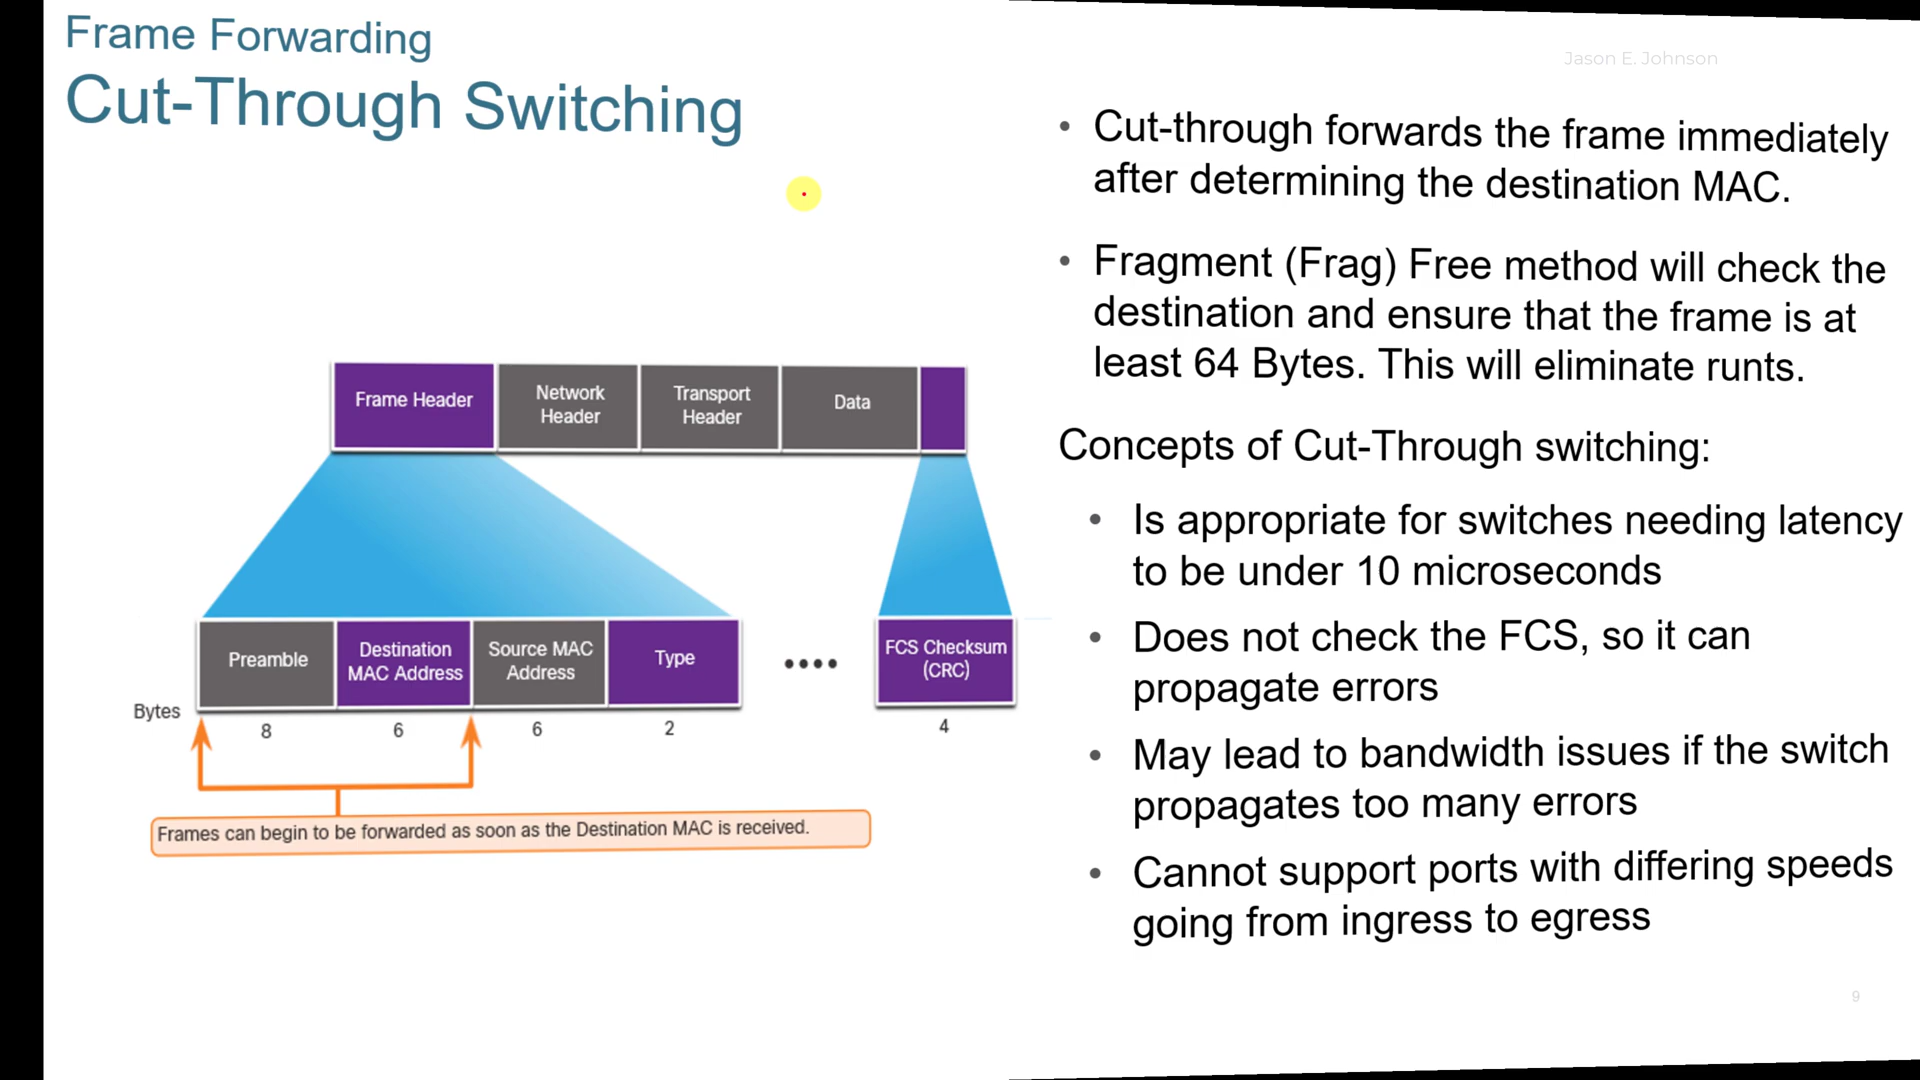 Frame Forwarding
Cut-Through Switching
Jason E. Johnson
• Cut-through forwards the frame immediately
after determining the destination MAC.
• Fragment (Frag) Free method will check the
destination and ensure that the frame is at
least 64 Bytes. This will eliminate runts.
Concepts of Cut-Through switching:
• Is appropriate for switches needing latency
to be under 10 microseconds
• Does not check the FCS, so it can
propagate errors
• May lead to bandwidth issues if the switch
propagates too many errors
• Cannot support ports with differing speeds
going from ingress to egress
Frame Header
Network
Header
Transport
Header
Data
Preamble
Destination
MAC Address
Source MAC
Address
Type
••••
FCS Checksum
(CRC)
Bytes
8
6
6
2
4
Frames can begin to be forwarded as soon as the Destination MAC is received.
9